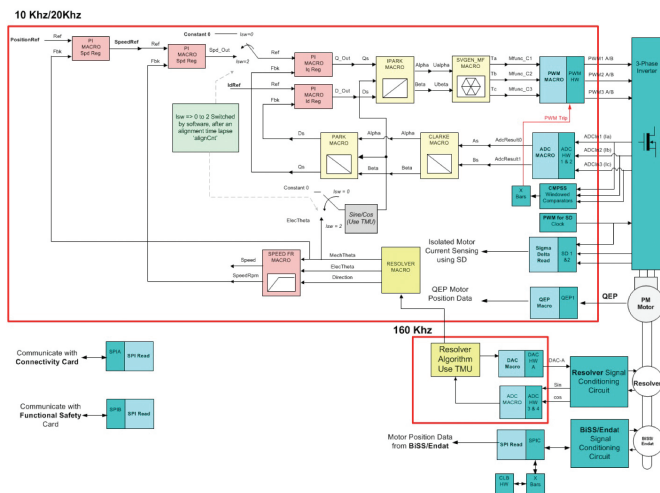 10 Khz/20Khz
PositionRef
Ref
Fbk
PI
MACRO
Spd Reg
SpeedRef
Ref
Fbk
PI
MACRO
Spd Reg
Spd_Out
Constant 0
lsw=0
lsw=2
Ref
Fbk
PI
MACRO
Iq Reg
Q_Out
IdRef
Ref
Fbk
PI
MACRO
Id Reg
D_Out
Qs
Ds
IPARK
MACRO
Alpha
Beta
Ualpha
Ubeta
SVGEN_MF
MACRO
Ta
Tb
Tc
Mfunc_C1
Mfunc_C2
Mfunc_C3
PWM
MACRO
PWM
HW
PWM1 A/B
PWM2 A/B
PWM3 A/B
3-Phase
Inverter
lsw => 0 to 2 Switched
by software, after an
alignment time lapse
'alignCnt'
PWM Trip
Ds
Qs
PARK
MACRO
Alpha
Beta
Alpha
Beta
CLARKE
MACRO
As
Bs
AdcResult0
AdcResult1
ADC
MACRO
ADC
HW
1 & 2
ADCIn1 (Ia)
ADCIn2 (Ib)
ADCIn3 (Ic)
X
Bars
CMPSS
Windowed
Comparators
Constant 0
lsw = 0
lsw = 2
ElecTheta
Sine/Cos
(Use TMU)
PWM for SD
Clock
Isolated Motor
Current Sensing
using SD
Sigma
Delta
Read
SD 1
&2
Speed
SpeedRpm
SPEED FR
MACRO
MechTheta
ElecTheta
Direction
RESOLVER
MACRO
QEP Motor
Position Data
QEP
Macro
QEP1
QEP
PM
Motor
160 Khz
Resolver
Algorithm
Use TMU
DAC
Macro
DAC
HW
A
DAC-A
ADC
MACRO
ADC
HW
3 & 4
Sin
cos
Resolver Signal
Conditioning
Circuit
Resolver
Communicate with
Connectivity Card
SPIA
SPI Read
Communicate with
Functional Safety
Card
SPIB
SPI Read
Motor Position Data
from BiSS/Endat
SPI Read
SPIC
BiSS/Endat
Signal
Conditioning
Circuit
BiSS/
Endat
CLB
HW
X
Bars